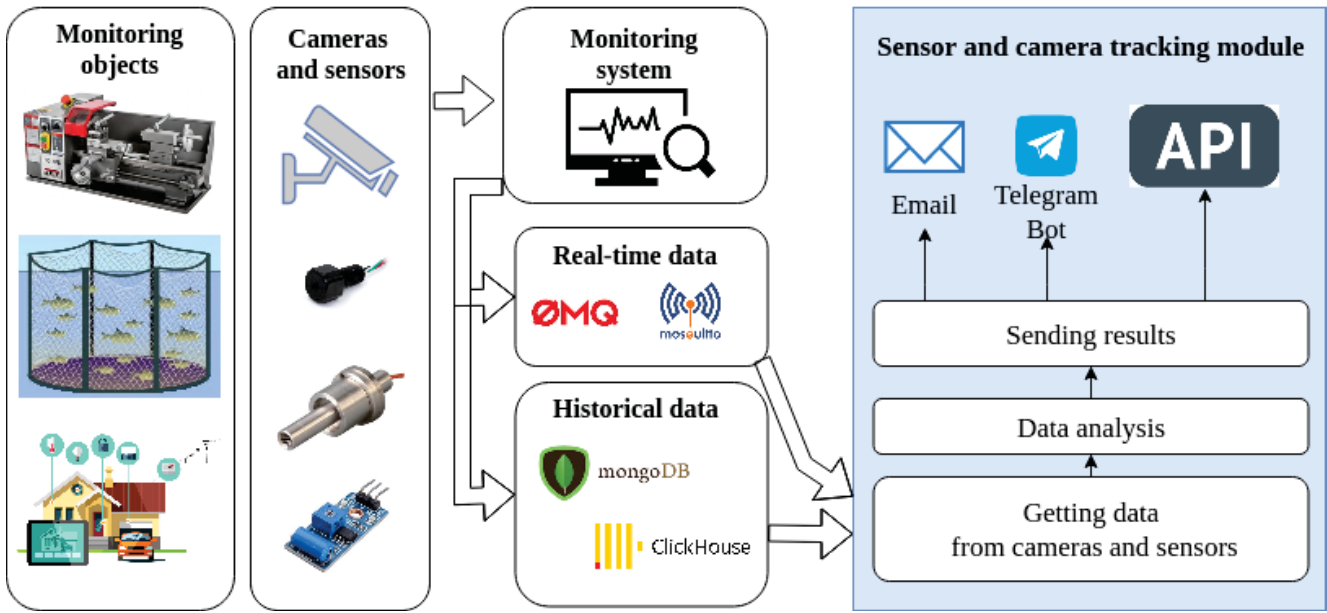 Monitoring
objects
Cameras
and sensors
Monitoring
system
Real-time data
ØMQ
mosquitto
Historical data
mongoDB
ClickHouse
Sensor and camera tracking module
Email
Telegram
Bot
API
Sending results
Data analysis
Getting data
from cameras and sensors